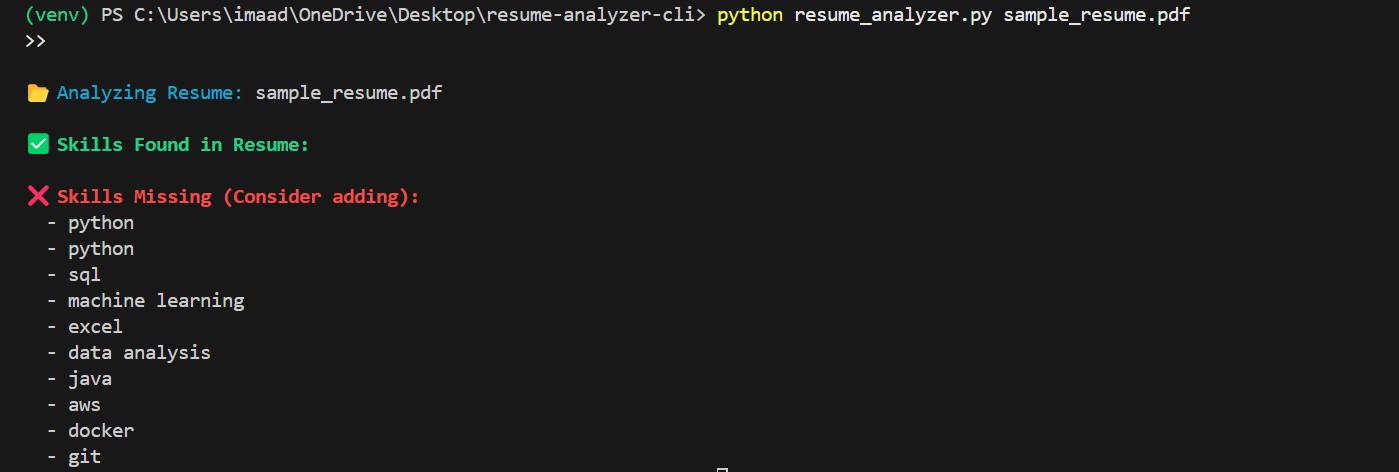 (venv) PS C:\Users\imaad\OneDrive\Desktop\resume-analyzer-cli> python resume_analyzer.py sample_resume.pdf
>>
📂 Analyzing Resume: sample_resume.pdf
✅ Skills Found in Resume:
❌ Skills Missing (Consider adding):
- python
- python
- sql
- machine learning
- excel
- data analysis
- java
- aws
- docker
- git